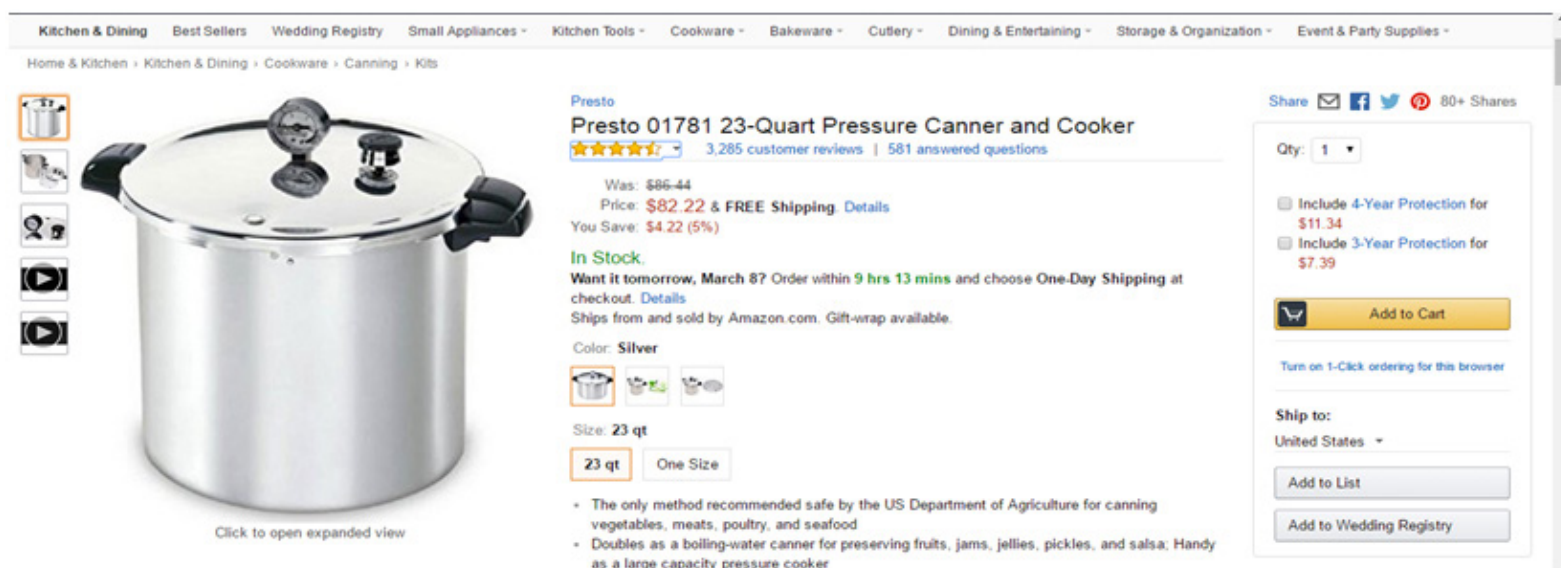 Kitchen & Dining Best Sellers Wedding Registry Small Appliances Kitchen Tools Cookware Bakeware Cutlery Dining & Entertaining Storage & Organization Event & Party Supplies
Home & Kitchen › Kitchen & Dining › Cookware › Canning › Kits
Presto
Presto 01781 23-Quart Pressure Canner and Cooker
3,285 customer reviews | 581 answered questions
Was: $86.44
Price: $82.22 & FREE Shipping. Details
You Save: $4.22 (5%)
In Stock.
Want it tomorrow, March 8? Order within 9 hrs 13 mins and choose One-Day Shipping at
checkout. Details
Ships from and sold by Amazon.com. Gift-wrap available.
Color: Silver
Size: 23 qt
23 qt One Size
• The only method recommended safe by the US Department of Agriculture for canning
vegetables, meats, poultry, and seafood
• Doubles as a boiling-water canner for preserving fruits, jams, jellies, pickles, and salsa; Handy
as a large capacity pressure cooker
Click to open expanded view
Share 80+ Shares
Qty: 1
Include 4-Year Protection for
$11.34
Include 3-Year Protection for
$7.39
Add to Cart
Turn on 1-Click ordering for this browser
Ship to:
United States
Add to List
Add to Wedding Registry